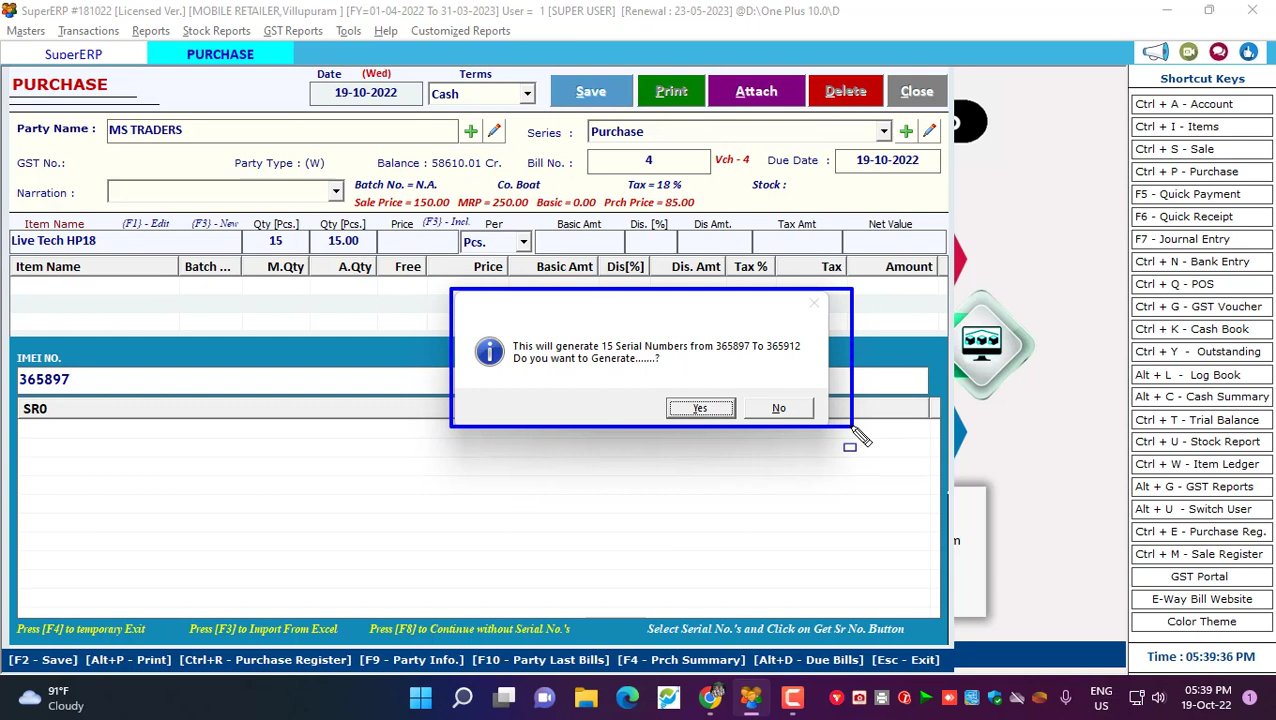 SuperERP #181022 [Licensed Ver.] [MOBILE RETAILER,Villupuram ] [FY=01-04-2022 To 31-03-2023] User = 1 [SUPER USER] [Renewal : 23-05-2023] @D:\One Plus 10.0\D
Masters Transactions Reports Stock Reports GST Reports Tools Help Customized Reports
SuperERP PURCHASE
PURCHASE
Date (Wed) Terms
19-10-2022 Cash Save Print Attach Delete Close
Party Name : MS TRADERS Series : Purchase
GST No.: Party Type : (W) Balance : 58610.01 Cr. Bill No. : 4 Vch - 4 Due Date : 19-10-2022
Narration : Batch No. = N.A. Co. Boat Tax = 18 % Stock :
Sale Price = 150.00 MRP = 250.00 Basic = 0.00 Prch Price = 85.00
Item Name {F1} - Edit {F3} - New Qty [Pcs.] Qty [Pcs.] Price {F3} - Incl. Per Basic Amt Dis. [%] Dis Amt. Tax Amt Net Value
Live Tech HP18 15 15.00 Pcs.
Item Name Batch ... M.Qty A.Qty Free Price Basic Amt Dis[%] Dis. Amt Tax % Tax Amount
IMEI NO.
365897
SR0
This will generate 15 Serial Numbers from 365897 To 365912
Do you want to Generate.......?
Yes No
Press [F4] to temporary Exit Press [F3] to Import From Excel Press [F8] to Continue without Serial No.'s Select Serial No.'s and Click on Get Sr No. Button
[F2 - Save] [Alt+P - Print] [Ctrl+R - Purchase Register] [F9 - Party Info.] [F10 - Party Last Bills] [F4 - Prch Summary] [Alt+D - Due Bills] [Esc - Exit]
Shortcut Keys
Ctrl + A - Account
Ctrl + I - Items
Ctrl + S - Sale
Ctrl + P - Purchase
F5 - Quick Payment
F6 - Quick Receipt
F7 - Journal Entry
Ctrl + N - Bank Entry
Ctrl + Q - POS
Ctrl + G - GST Voucher
Ctrl + K - Cash Book
Ctrl + Y - Outstanding
Alt + L - Log Book
Alt + C - Cash Summary
Ctrl + T - Trial Balance
Ctrl + U - Stock Report
Ctrl + W - Item Ledger
Alt + G - GST Reports
Alt + U - Switch User
Ctrl + E - Purchase Reg.
Ctrl + M - Sale Register
GST Portal
E-Way Bill Website
Color Theme
Time : 05:39:36 PM
91°F
Cloudy
ENG
US
05:39 PM
19-Oct-22
1